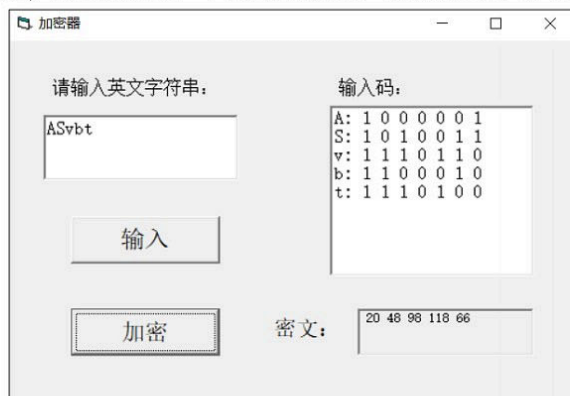 加密器
请输入英文字符串：
ASvbt
输入
加密
输入码：
A: 1 0 0 0 0 0 1
S: 1 0 1 0 0 1 1
v: 1 1 1 0 1 1 0
b: 1 1 0 0 0 1 0
t: 1 1 1 0 1 0 0
密文：
20 48 98 118 66